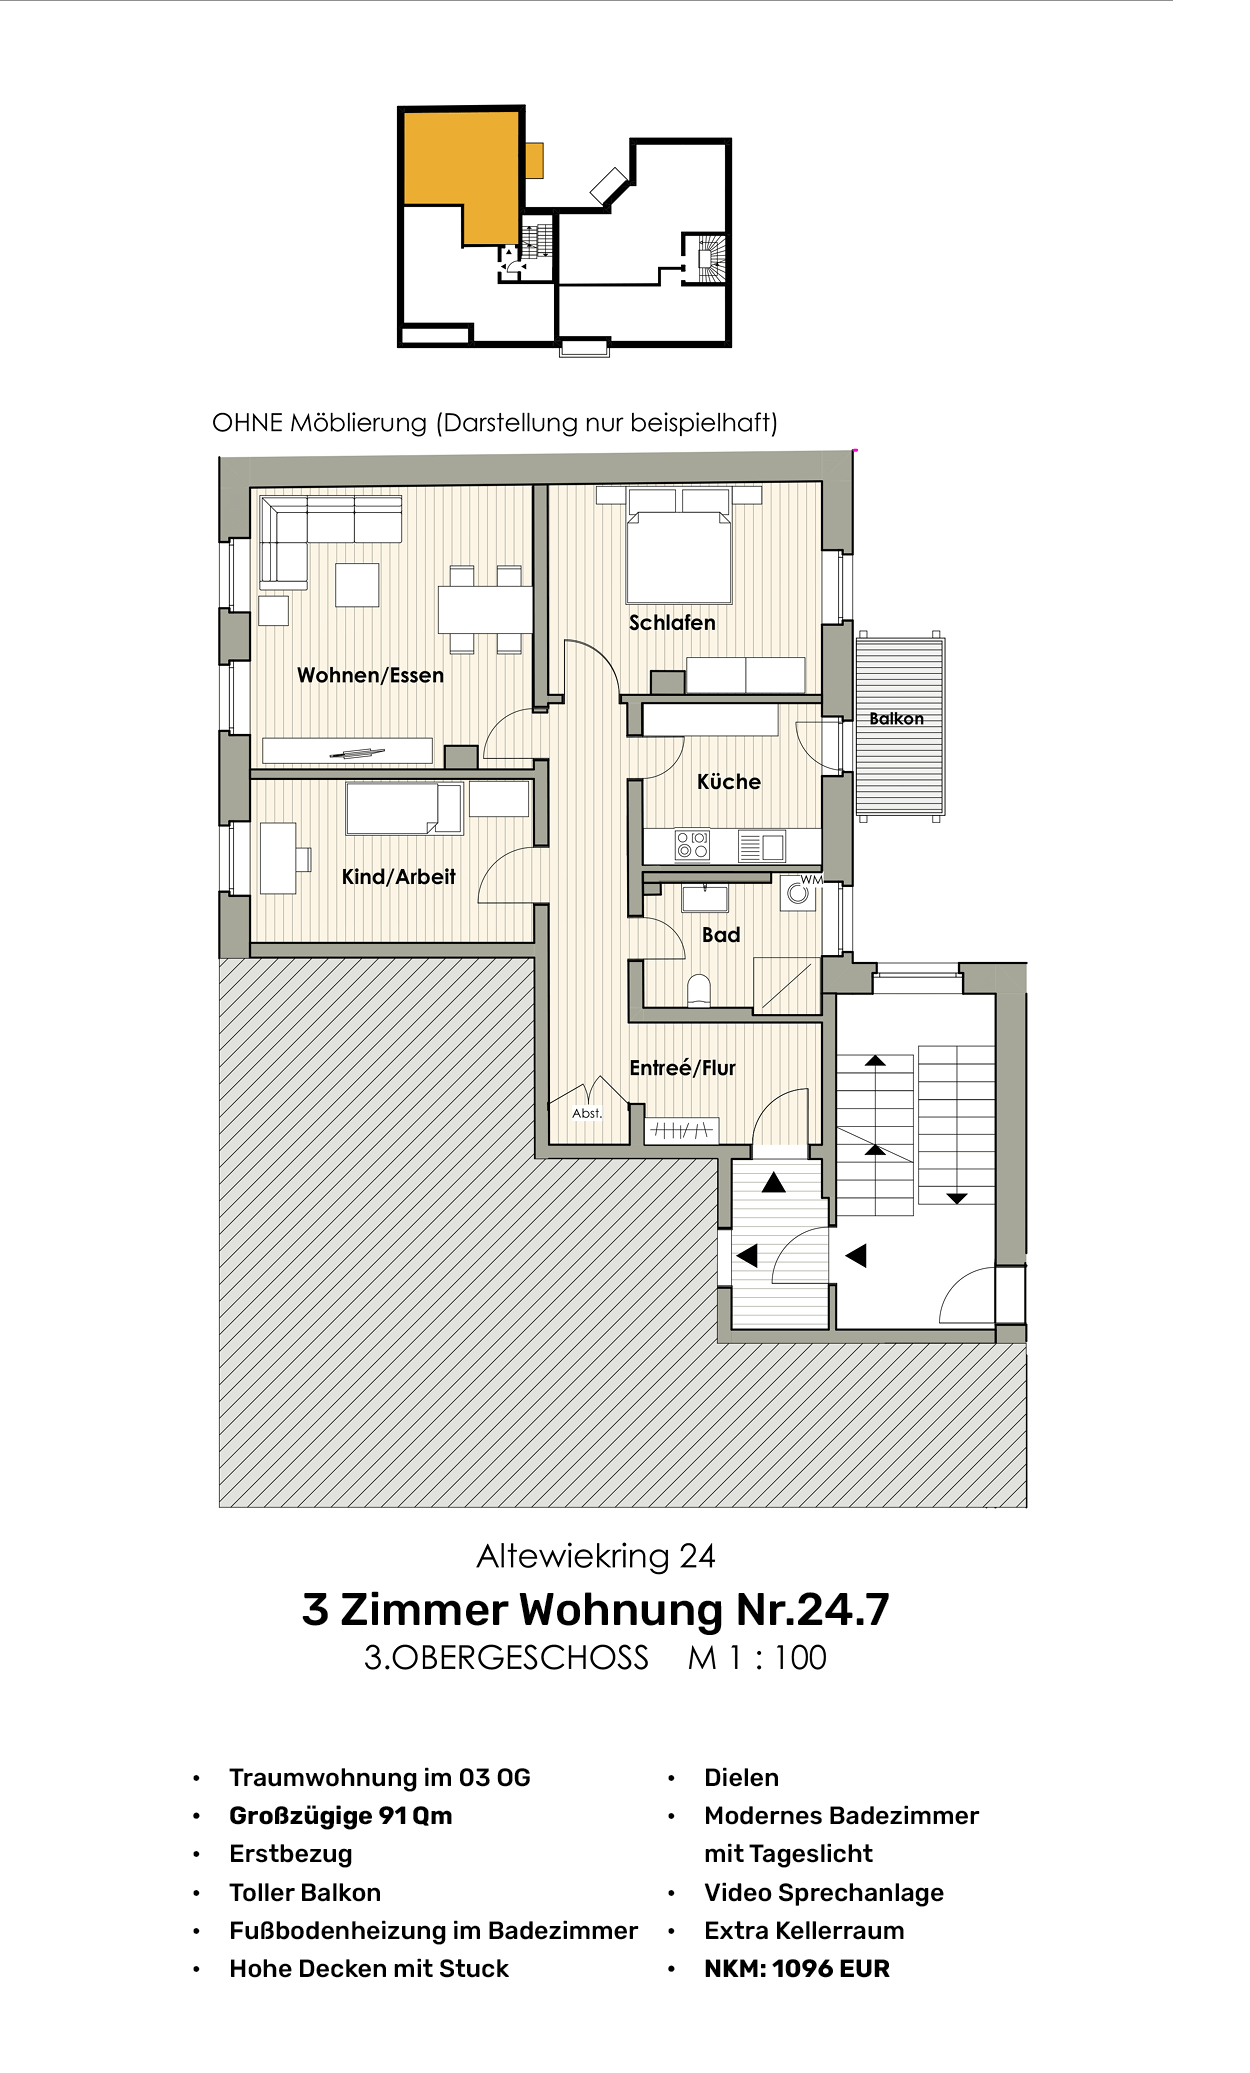 OHNE Möblierung (Darstellung nur beispielhaft)
Schlafen
Wohnen/Essen
Balkon
Küche
Kind/Arbeit
WM
Bad
Entreé/Flur
Abst.
Altewiekring 24
3 Zimmer Wohnung Nr.24.7
3.OBERGESCHOSS M 1 : 100
• Traumwohnung im 03 OG
• Großzügige 91 Qm
• Erstbezug
• Toller Balkon
• Fußbodenheizung im Badezimmer
• Hohe Decken mit Stuck
• Dielen
• Modernes Badezimmer
mit Tageslicht
• Video Sprechanlage
• Extra Kellerraum
• NKM: 1096 EUR